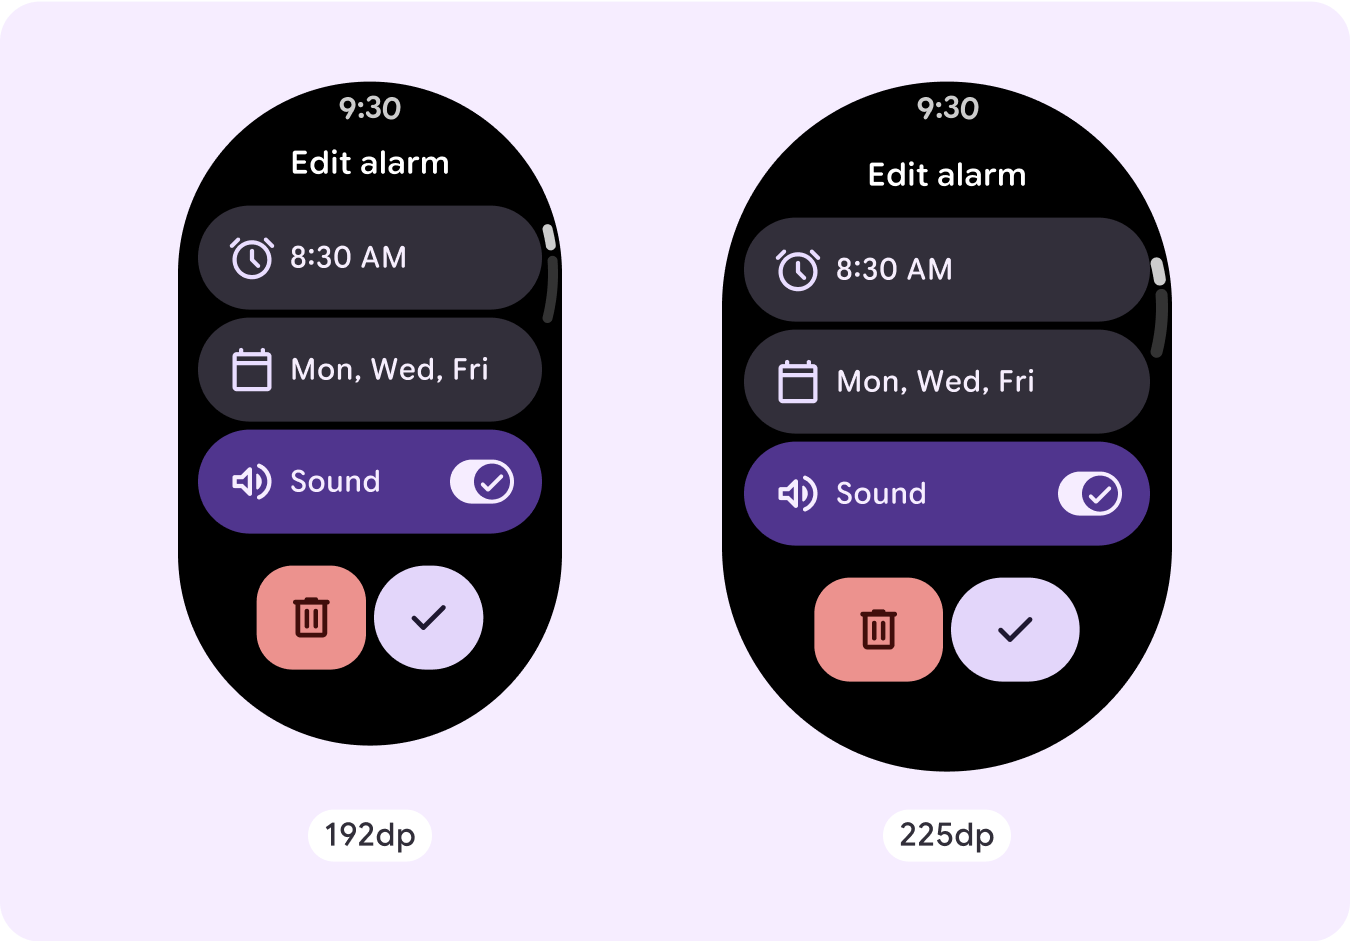 9:30
Edit alarm
8:30 AM
Mon, Wed, Fri
Sound
192dp
9:30
Edit alarm
8:30 AM
Mon, Wed, Fri
Sound
225dp